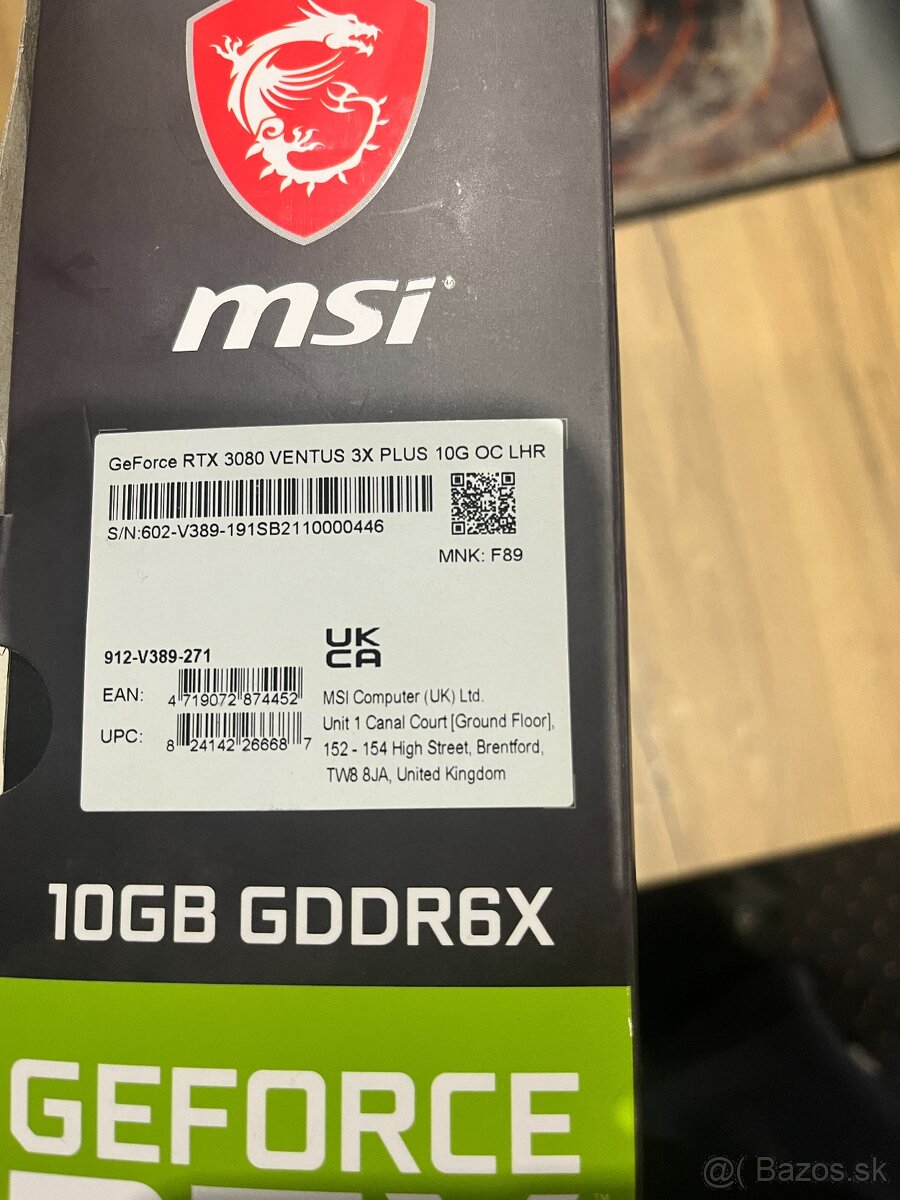 msi
GeForce RTX 3080 VENTUS 3X PLUS 10G OC LHR
S/N:602-V389-191SB2110000446
MNK: F89
912-V389-271
UK
CA
EAN: 4 719072 874452
UPC: 8 24142 26668 7
MSI Computer (UK) Ltd.
Unit 1 Canal Court [Ground Floor],
152 - 154 High Street, Brentford,
TW8 8JA, United Kingdom
10GB GDDR6X
GEFORCE
@( Bazos.sk